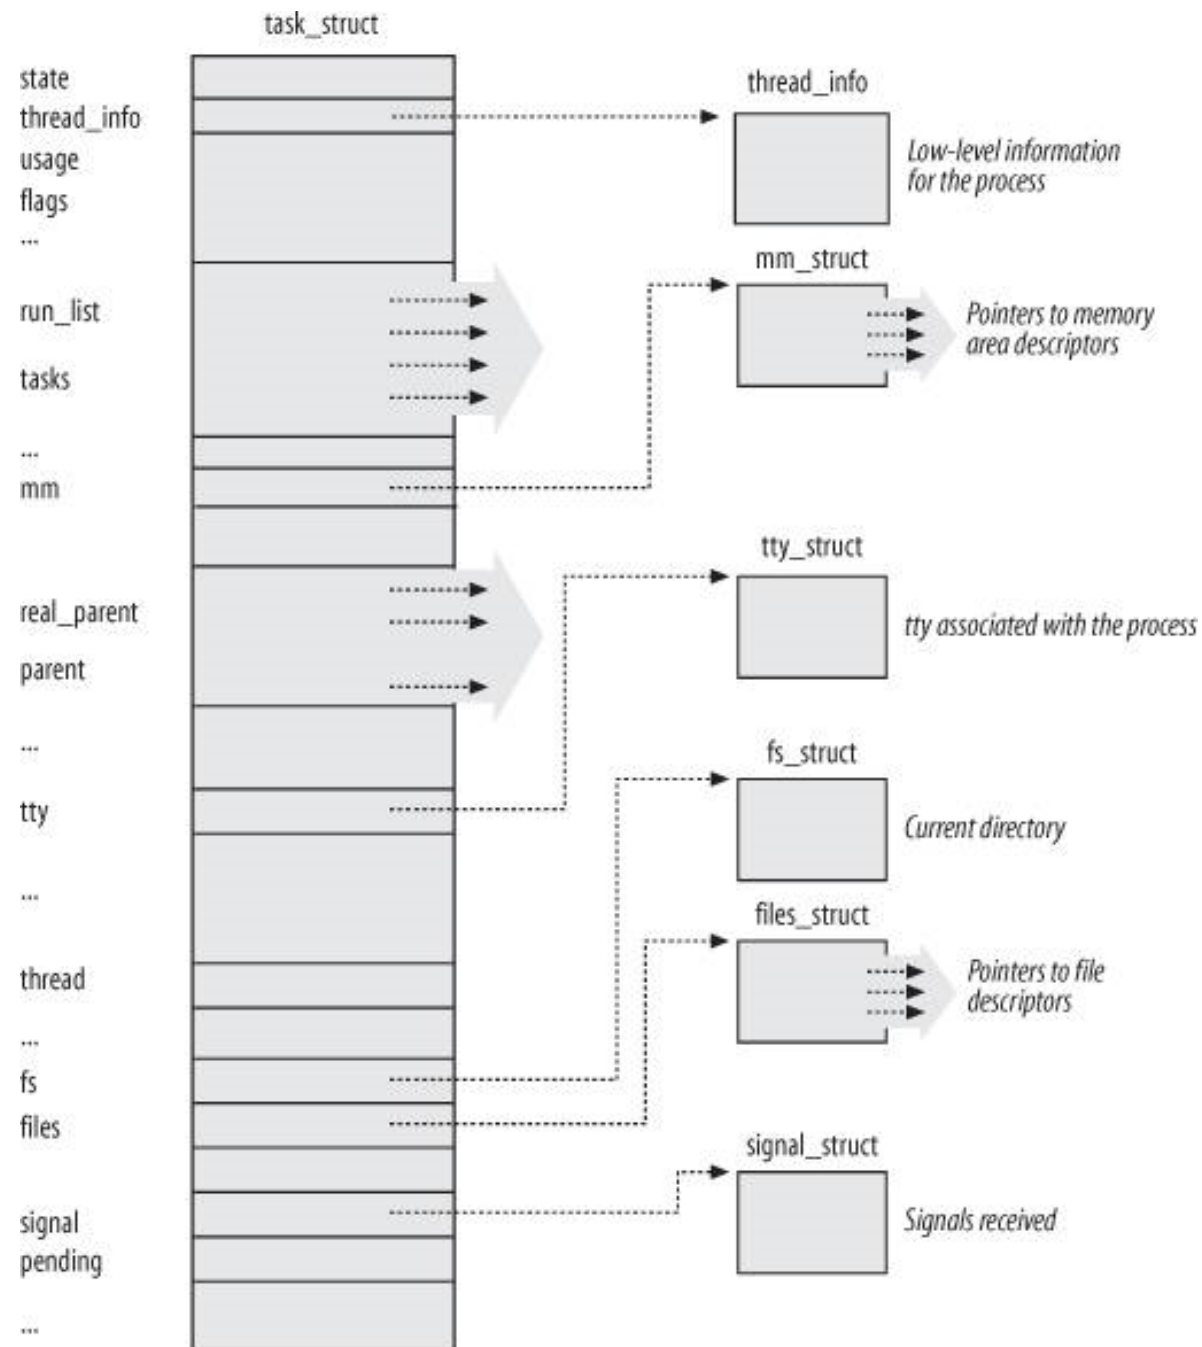 task_struct
state
thread_info
usage
flags
...
run_list
tasks
...
mm
real_parent
parent
...
tty
...
thread
...
fs
files
signal
pending
...
thread_info
Low-level information
for the process
mm_struct
Pointers to memory
area descriptors
tty_struct
tty associated with the process
fs_struct
Current directory
files_struct
Pointers to file
descriptors
signal_struct
Signals received